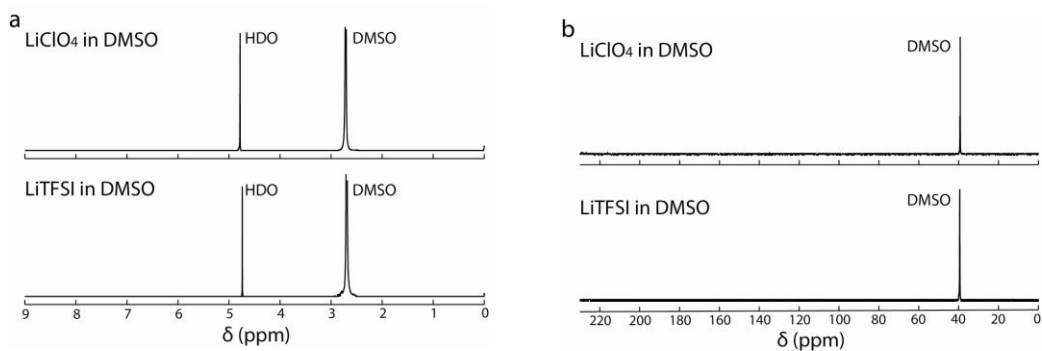 a
LiClO4 in DMSO
HDO
DMSO
LiTFSI in DMSO
HDO
DMSO
9 8 7 6 5 4 3 2 1 0
δ (ppm)
b
LiClO4 in DMSO
DMSO
LiTFSI in DMSO
DMSO
220 200 180 160 140 120 100 80 60 40 20 0
δ (ppm)